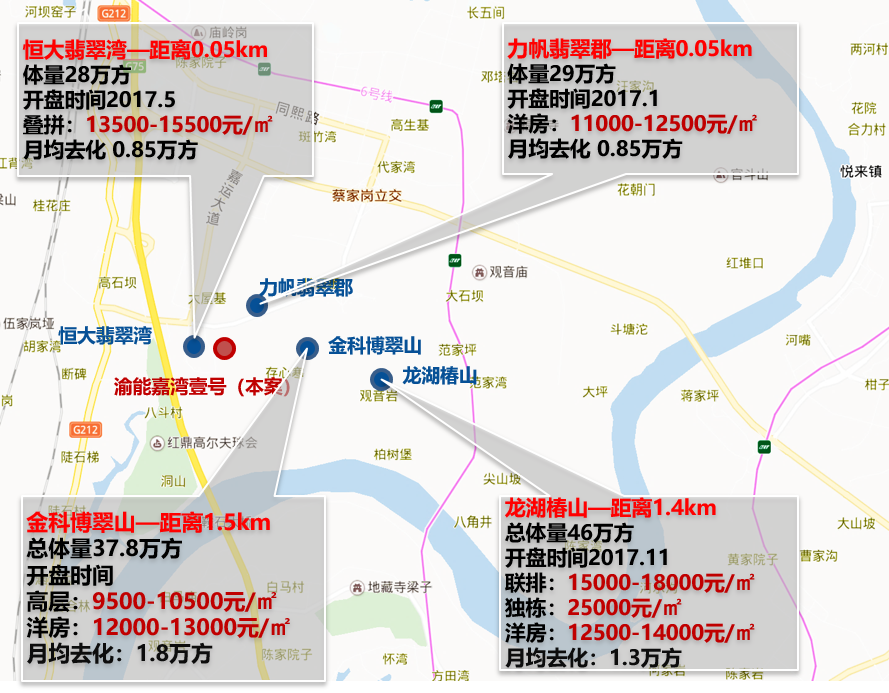 河坝窑子
G212
长五间
庙岭岗
陈家院子
G75
恒大翡翠湾—距离0.05km
体量28万方
开盘时间2017.5
叠拼：13500-15500元/㎡
月均去化 0.85万方
力帆翡翠郡—距离0.05km
体量29万方
开盘时间2017.1
洋房：11000-12500元/㎡
月均去化 0.85万方
两河村
花院
合力村
悦来镇
6号线
同熙路
高生基
斑竹湾
代家湾
蔡家岗立交
嘉运大道
官斗山
花朝门
桂花庄
高石坝
观音庙
红堆口
大石坝
力帆翡翠郡
伍家岚垭
胡家湾
恒大翡翠湾
金科博翠山
斗塘沱
河嘴
范家坪
断碑
渝能嘉湾壹号（本案）
龙湖椿山
范家湾
观音岩
大坪
蒋家坪
柑子
八斗村
G212
红鼎高尔夫球会
陡石梯
洞山
柏树堡
尖山坡
八角井
大山坡
曹家沟
金科博翠山—距离1.5km
总体量37.8万方
开盘时间
高层：9500-10500元/㎡
洋房：12000-13000元/㎡
月均去化：1.8万方
龙湖椿山—距离1.4km
总体量46万方
开盘时间2017.11
联排：15000-18000元/㎡
独栋：25000元/㎡
洋房：12500-14000元/㎡
月均去化：1.3万方
黄家院子
白马村
地藏寺梁子
陈家院子
怀湾
方田湾
陈家岩